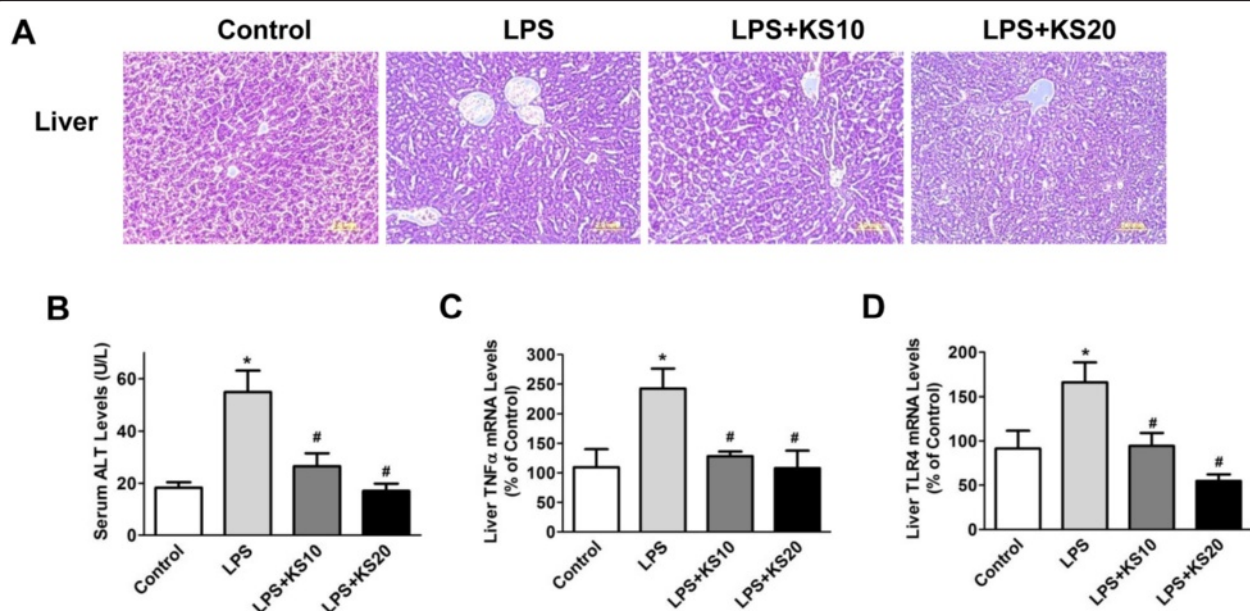 A
Control
LPS
LPS+KS10
LPS+KS20
Liver
B
Serum ALT Levels (U/L)
60
40
20
0
*
#
#
Control
LPS
LPS+KS10
LPS+KS20
C
Liver TNFα mRNA Levels
(% of Control)
300
250
200
150
100
50
0
*
#
#
Control
LPS
LPS+KS10
LPS+KS20
D
Liver TLR4 mRNA Levels
(% of Control)
200
150
100
50
0
*
#
#
Control
LPS
LPS+KS10
LPS+KS20